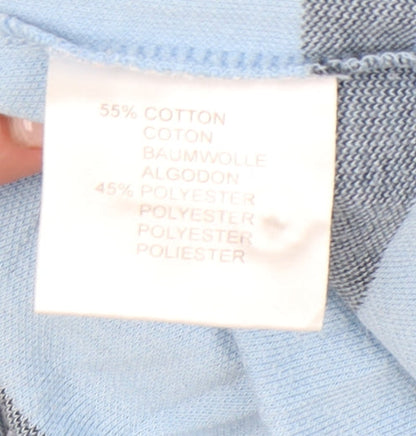 55% COTTON
COTON
BAUMWOLLE
ALGODON
45% POLYESTER
POLYESTER
POLYESTER
POLIESTER